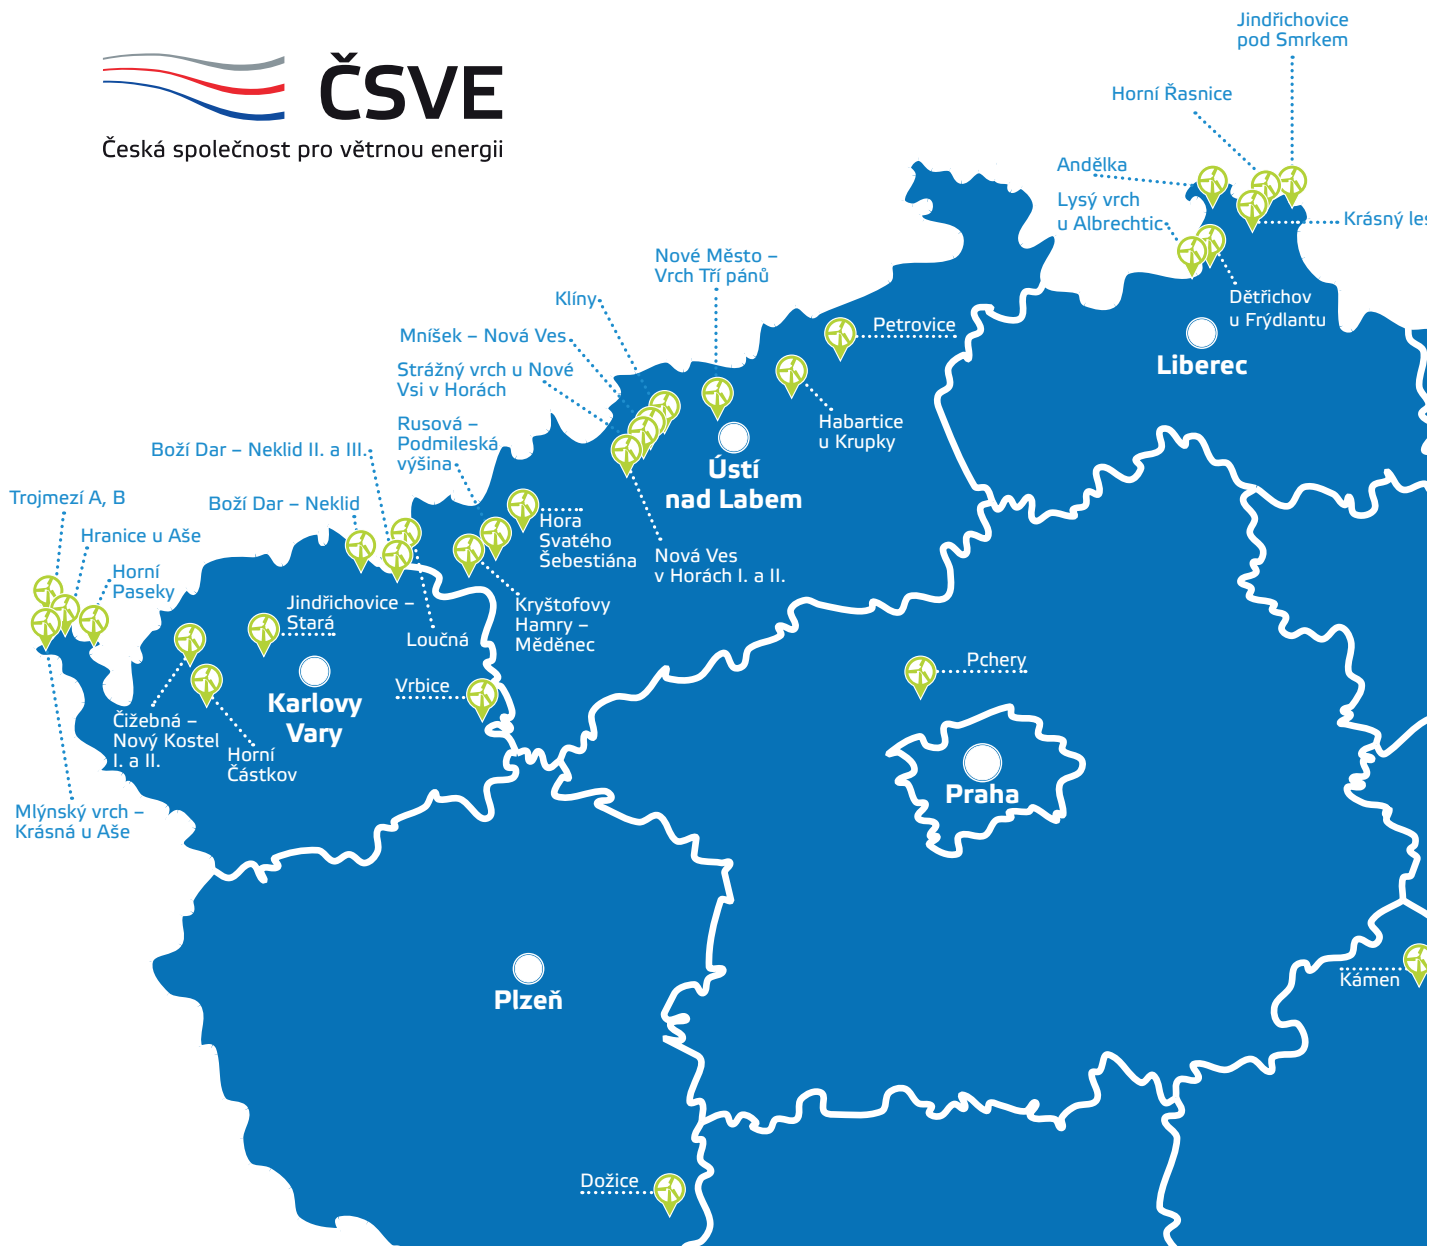 ČSVE
Česká společnost pro větrnou energii
Jindřichovice
pod Smrkem
Horní Řasnice
Andělka
Lysý vrch
u Albrechtic
Krásný les
Dětřichov
u Frýdlantu
Liberec
Nové Město –
Vrch Tří pánů
Klíny
Mníšek – Nová Ves
Strážný vrch u Nové
Vsi v Horách
Rusová –
Podmileská
výšina
Petrovice
Habartice
u Krupky
Ústí
nad Labem
Boží Dar – Neklid II. a III.
Boží Dar – Neklid
Trojmezí A, B
Hranice u Aše
Horní
Paseky
Hora
Svatého
Šebestiána
Nová Ves
v Horách I. a II.
Jindřichovice –
Stará
Loučná
Kryštofovy
Hamry –
Měděnec
Vrbice
Karlovy
Vary
Čižebná –
Nový Kostel
I. a II.
Horní
Částkov
Mlýnský vrch –
Krásná u Aše
Pchery
Praha
Plzeň
Kámen
Dožice